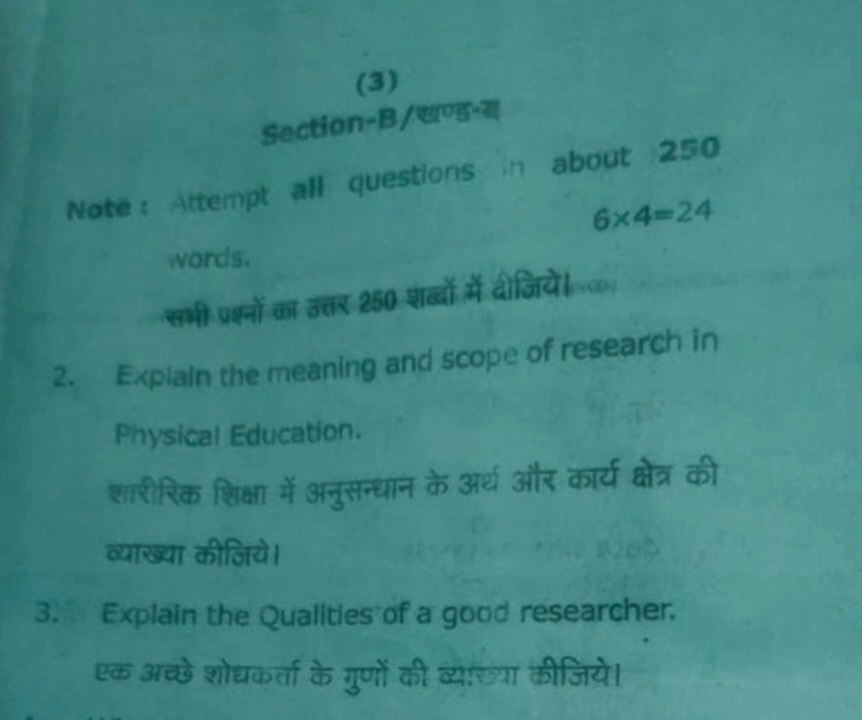 (3)
Section-B/खण्ड-ब
Note : Attempt all questions in about 250
6×4=24
words.
सभी प्रश्नों का उत्तर 250 शब्दों में दीजिये।
2. Explain the meaning and scope of research in
Physical Education.
शारीरिक शिक्षा में अनुसन्धान के अर्थ और कार्य क्षेत्र की
व्याख्या कीजिये।
3. Explain the Qualities of a good researcher.
एक अच्छे शोधकर्ता के गुणों की व्याख्या कीजिये।